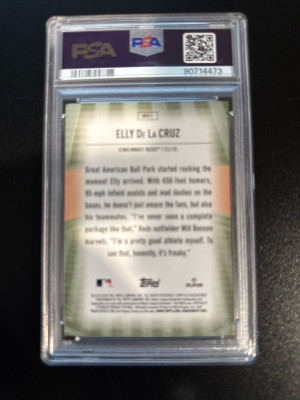 PSA
PSA
90714473
ELLY DE LA CRUZ
Great American Ball Park started rocking the
moment Elly arrived. With 458-foot homers,
95-mph infield assists and mad dashes on the
bases, he doesn't just amaze the fans, but also
his teammates. "I've never seen a complete
package like that," Reds outfielder Will Benson
marvels. "I'm a pretty good athlete myself. To
see that, honestly, it's freaky."
Topps